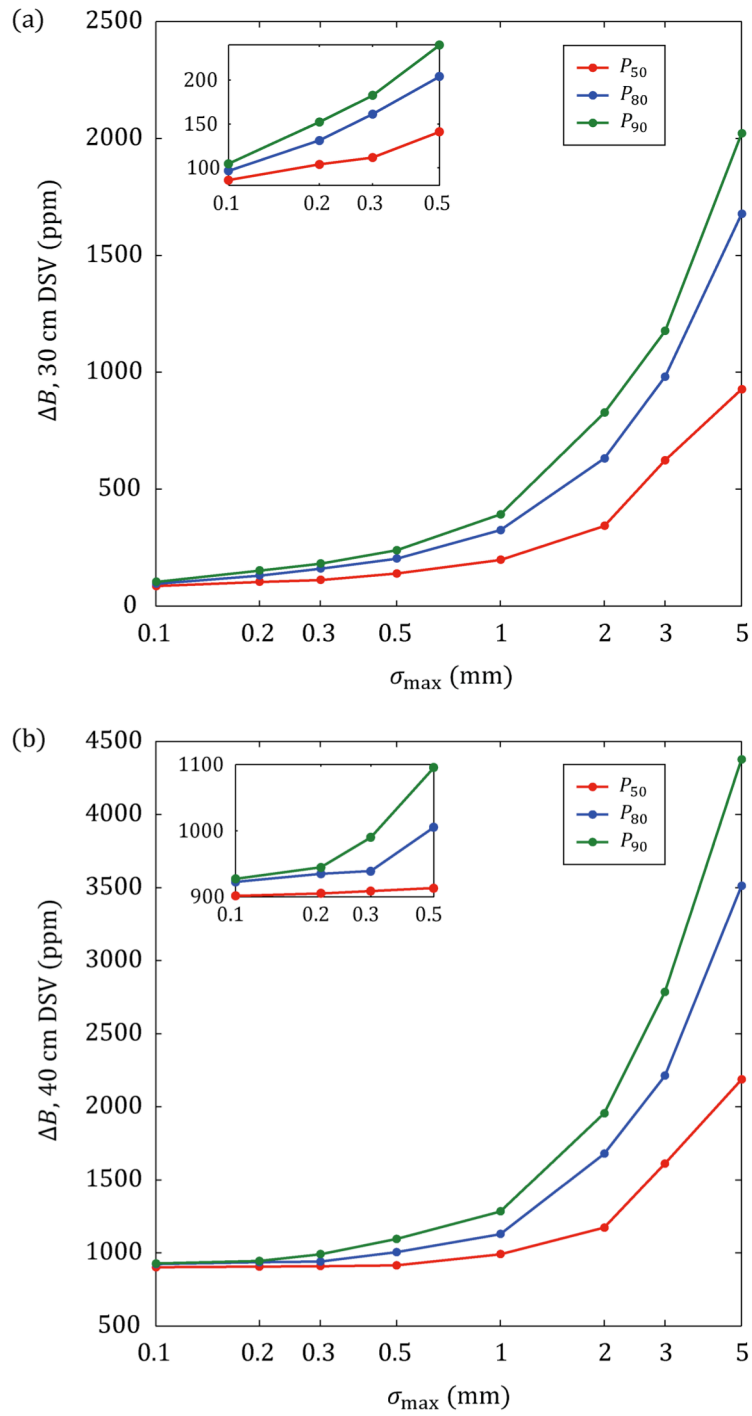 (a)
2500
2000
1500
1000
500
0
ΔB, 30 cm DSV (ppm)
200
150
100
0.1 0.2 0.3 0.5
P₅₀
P₈₀
P₉₀
0.1 0.2 0.3 0.5 1 2 3 5
σmax (mm)
(b)
4500
4000
3500
3000
2500
2000
1500
1000
500
ΔB, 40 cm DSV (ppm)
1100
1000
900
0.1 0.2 0.3 0.5
P₅₀
P₈₀
P₉₀
0.1 0.2 0.3 0.5 1 2 3 5
σmax (mm)